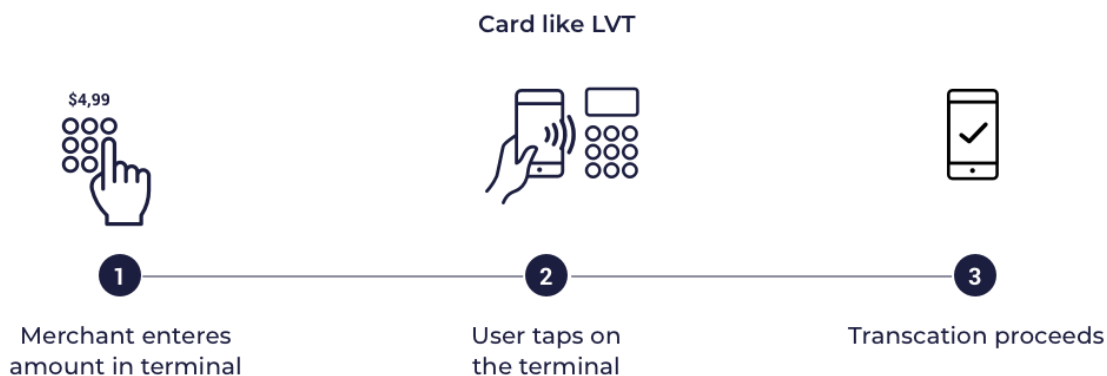 Card like LVT
$4,99
1
2
3
Merchant enteres
amount in terminal
User taps on
the terminal
Transcation proceeds